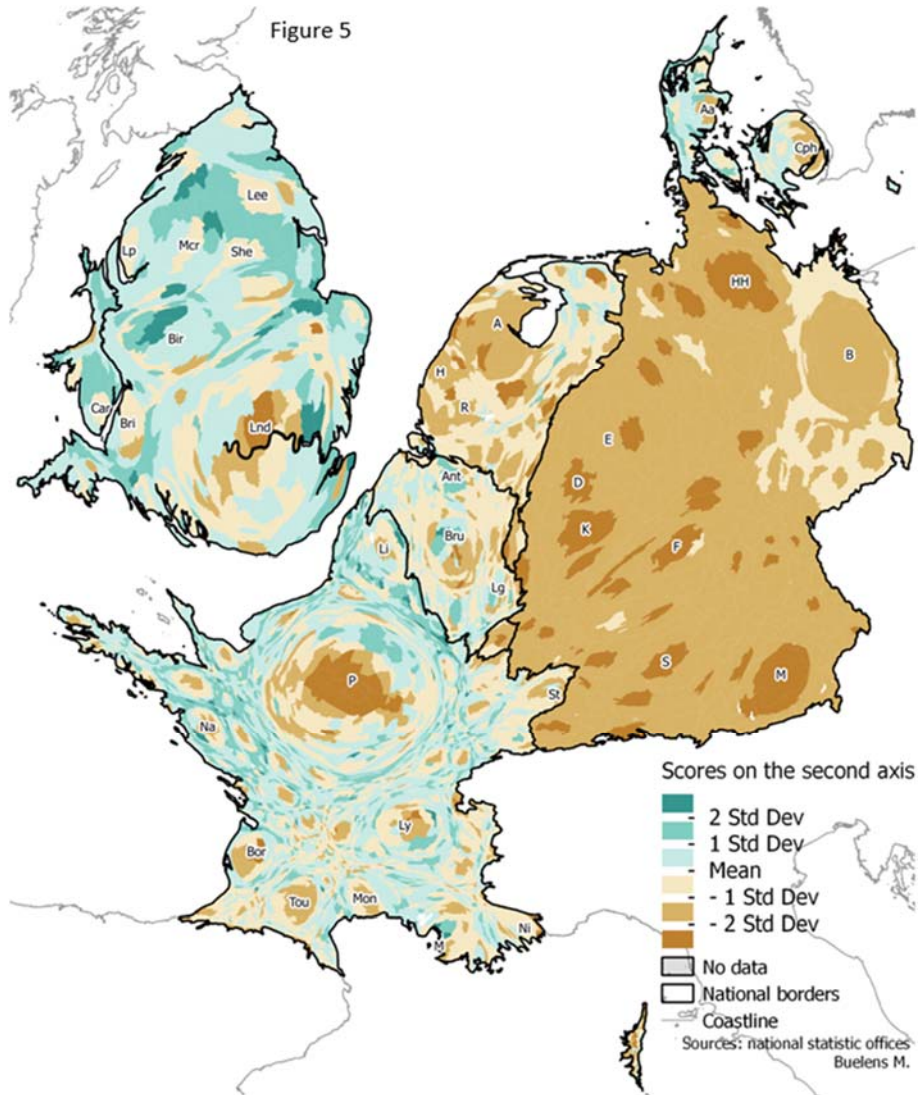 Figure 5
Aa
Cph
Lee
Lp
Mcr
She
HH
A
Bir
B
H
R
Car
Bri
Lnd
E
Ant
D
K
Bru
F
Li
Lg
S
P
M
St
Na
Scores on the second axis
2 Std Dev
1 Std Dev
Mean
- 1 Std Dev
- 2 Std Dev
Ly
Bor
Tou
Mon
Ni
M
No data
National borders
Coastline
Sources: national statistic offices
Buelens M.